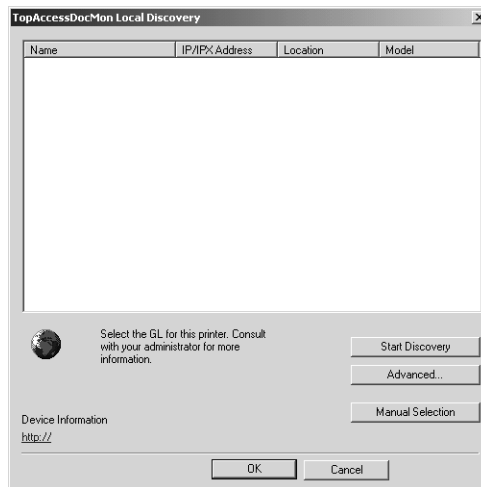 TopAccessDocMon Local Discovery
Name IP/IPX Address Location Model
Select the GL for this printer. Consult
with your administrator for more
information.
Start Discovery
Advanced...
Manual Selection
Device Information
http://
OK Cancel